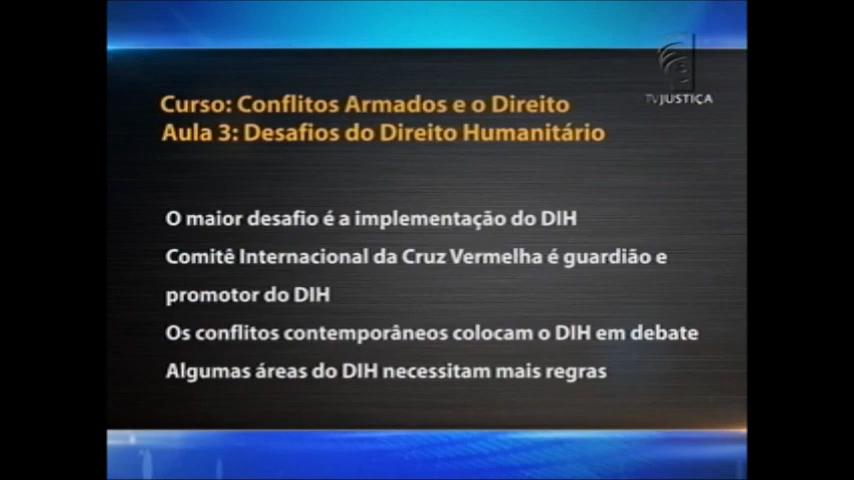 TV JUSTIÇA
Curso: Conflitos Armados e o Direito
Aula 3: Desafios do Direito Humanitário
O maior desafio é a implementação do DIH
Comitê Internacional da Cruz Vermelha é guardião e
promotor do DIH
Os conflitos contemporâneos colocam o DIH em debate
Algumas áreas do DIH necessitam mais regras